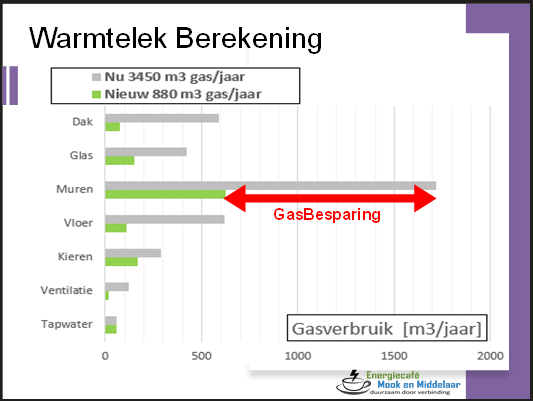 Warmtelek Berekening
Nu 3450 m3 gas/jaar
Nieuw 880 m3 gas/jaar
Dak
Glas
Muren
GasBesparing
Vloer
Kieren
Ventilatie
Tapwater
Gasverbruik [m3/jaar]
0 500 1000 1500 2000
Energiecafé
Mook en Middelaar
duurzaam door verbinding